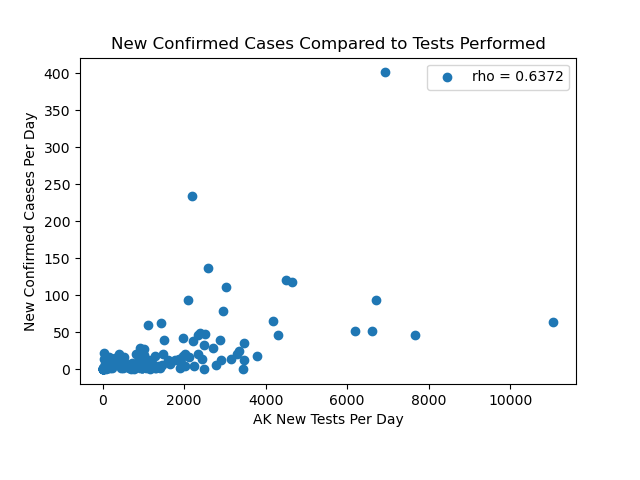 New Confirmed Cases Compared to Tests Performed
rho = 0.6372
New Confirmed Caeses Per Day
400
350
300
250
200
150
100
50
0
0 2000 4000 6000 8000 10000
AK New Tests Per Day